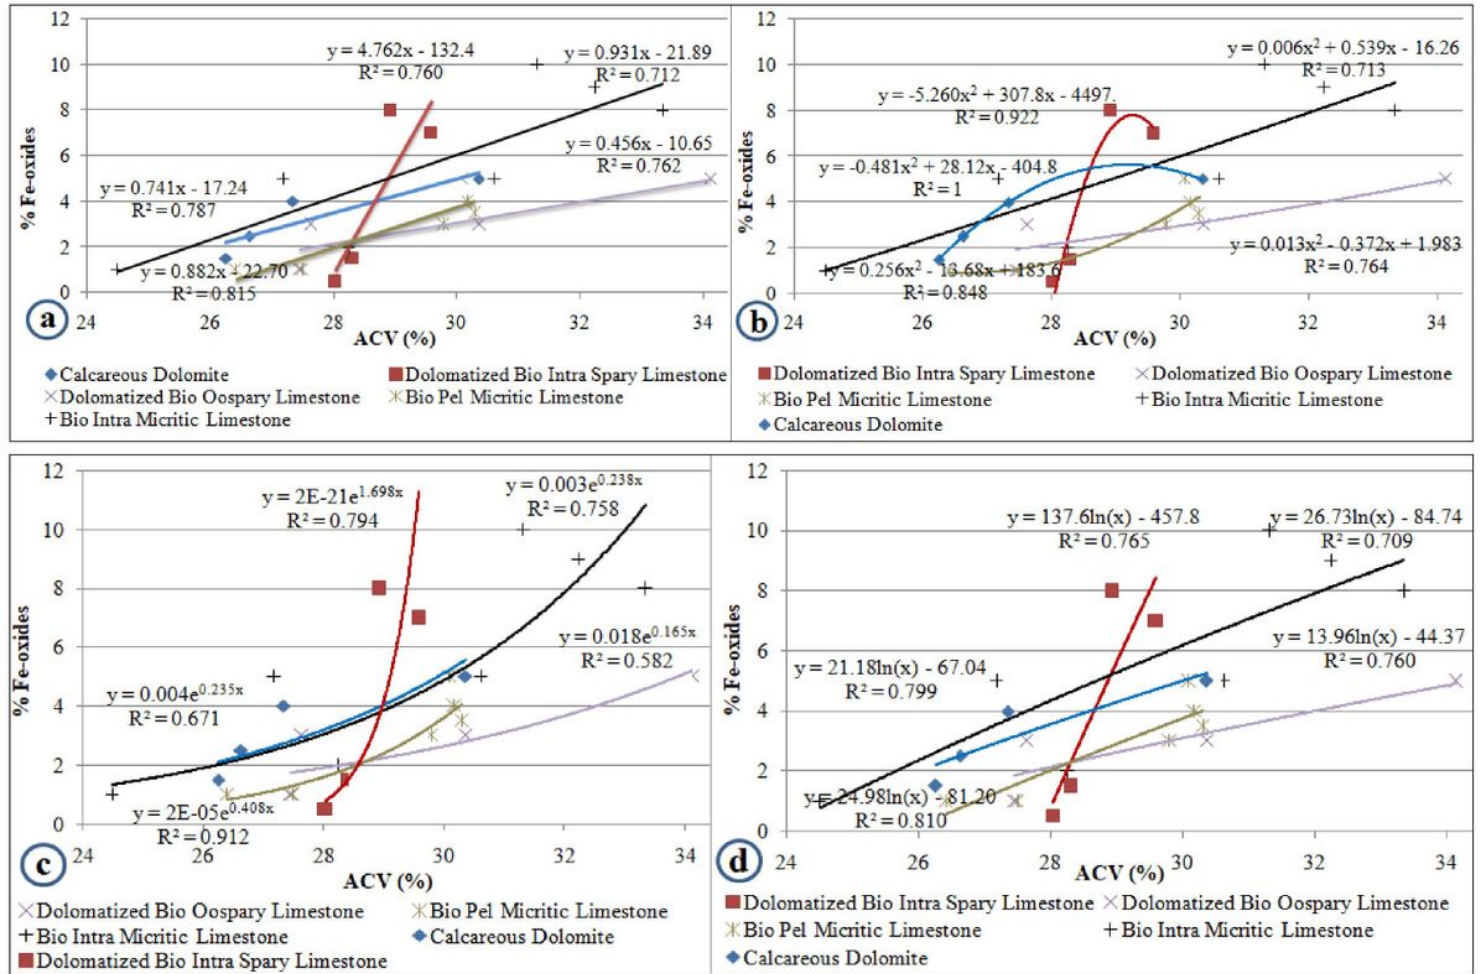 12
10
8
6
4
2
0
% Fe-oxides
y = 4.762x - 132.4
R² = 0.760
y = 0.931x - 21.89
R² = 0.712
y = 0.456x - 10.65
R² = 0.762
y = 0.741x - 17.24
R² = 0.787
y = 0.882x - 22.70
R² = 0.815
24 26 28 30 32 34
a
ACV (%)
Calcareous Dolomite
Dolomatized Bio Intra Spary Limestone
Dolomatized Bio Oospary Limestone
Bio Pel Micritic Limestone
Bio Intra Micritic Limestone
12
10
8
6
4
2
0
y = 0.006x² + 0.539x - 16.26
R² = 0.713
y = -5.260x² + 307.8x - 4497.
R² = 0.922
y = -0.481x² + 28.12x - 404.8
R² = 1
y = 0.013x² - 0.372x + 1.983
R² = 0.764
y = 0.256x² - 13.68x + 183.6
R² = 0.848
24 26 28 30 32 34
b
ACV (%)
Dolomatized Bio Intra Spary Limestone
Dolomatized Bio Oospary Limestone
Bio Pel Micritic Limestone
Bio Intra Micritic Limestone
Calcareous Dolomite
12
10
8
6
4
2
0
% Fe-oxides
y = 2E-21e^1.698x
R² = 0.794
y = 0.003e^0.238x
R² = 0.758
y = 0.018e^0.165x
R² = 0.582
y = 0.004e^0.235x
R² = 0.671
y = 2E-05e^0.408x
R² = 0.912
24 26 28 30 32 34
c
ACV (%)
Dolomatized Bio Oospary Limestone
Bio Pel Micritic Limestone
Bio Intra Micritic Limestone
Calcareous Dolomite
Dolomatized Bio Intra Spary Limestone
12
10
8
6
4
2
0
% Fe-oxides
y = 137.6ln(x) - 457.8
R² = 0.765
y = 26.73ln(x) - 84.74
R² = 0.709
y = 13.96ln(x) - 44.37
R² = 0.760
y = 21.18ln(x) - 67.04
R² = 0.799
y = 24.98ln(x) - 81.20
R² = 0.810
24 26 28 30 32 34
d
ACV (%)
Dolomatized Bio Intra Spary Limestone
Dolomatized Bio Oospary Limestone
Bio Pel Micritic Limestone
Bio Intra Micritic Limestone
Calcareous Dolomite